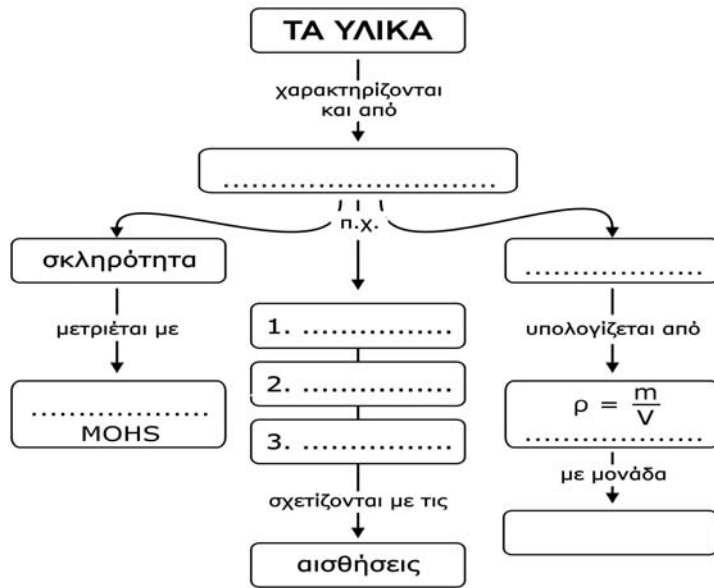 ΤΑ ΥΛΙΚΑ
χαρακτηρίζονται
και από
..............................
π.χ.
σκληρότητα
μετριέται με
...................
MOHS
1. ................
2. ................
3. ................
σχετίζονται με τις
αισθήσεις
...................
υπολογίζεται από
ρ = m/V
...................
με μονάδα